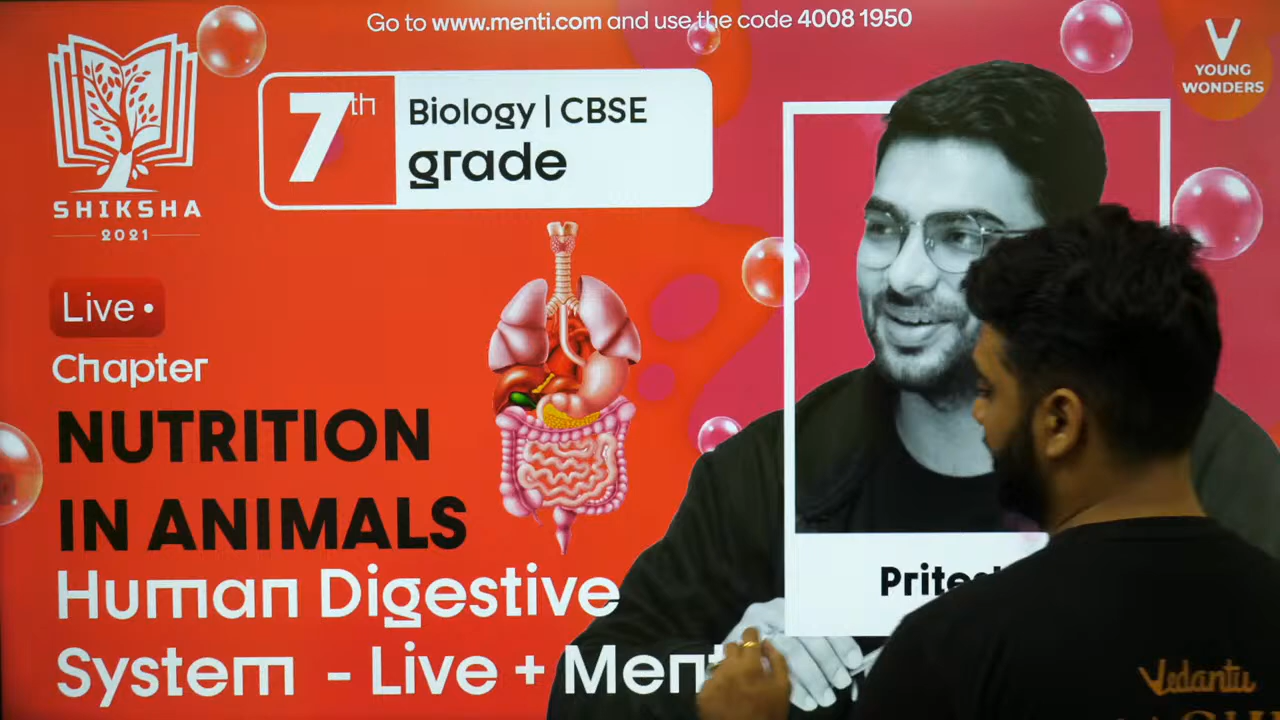 Go to www.menti.com and use the code 4008 1950
SHIKSHA
2021
7th
Biology | CBSE
grade
YOUNG
WONDERS
Live
Chapter
NUTRITION
IN ANIMALS
Human Digestive
System - Live + Ment
Vedantu